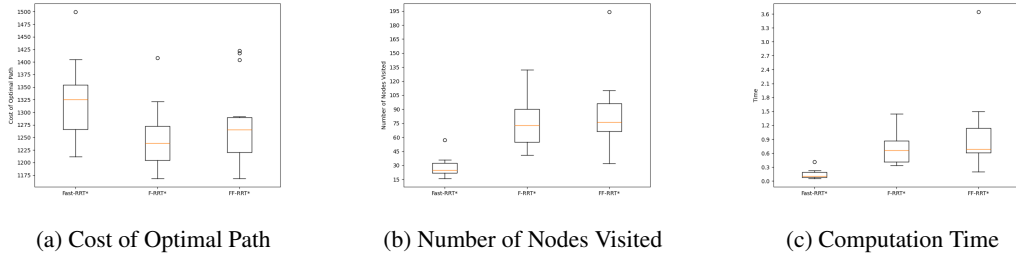 1500
1475
1450
1425
1400
1375
1350
1325
1300
1275
1250
1225
1200
1175
Cost of Optimal Path
Fast-RRT*
F-RRT*
FF-RRT*
195
180
165
150
135
120
105
90
75
60
45
30
15
Number of Nodes Visited
Fast-RRT*
F-RRT*
FF-RRT*
3.6
3.3
3.0
2.7
2.4
2.1
1.8
1.5
1.2
0.9
0.6
0.3
0.0
Time
Fast-RRT*
F-RRT*
FF-RRT*
(a) Cost of Optimal Path
(b) Number of Nodes Visited
(c) Computation Time